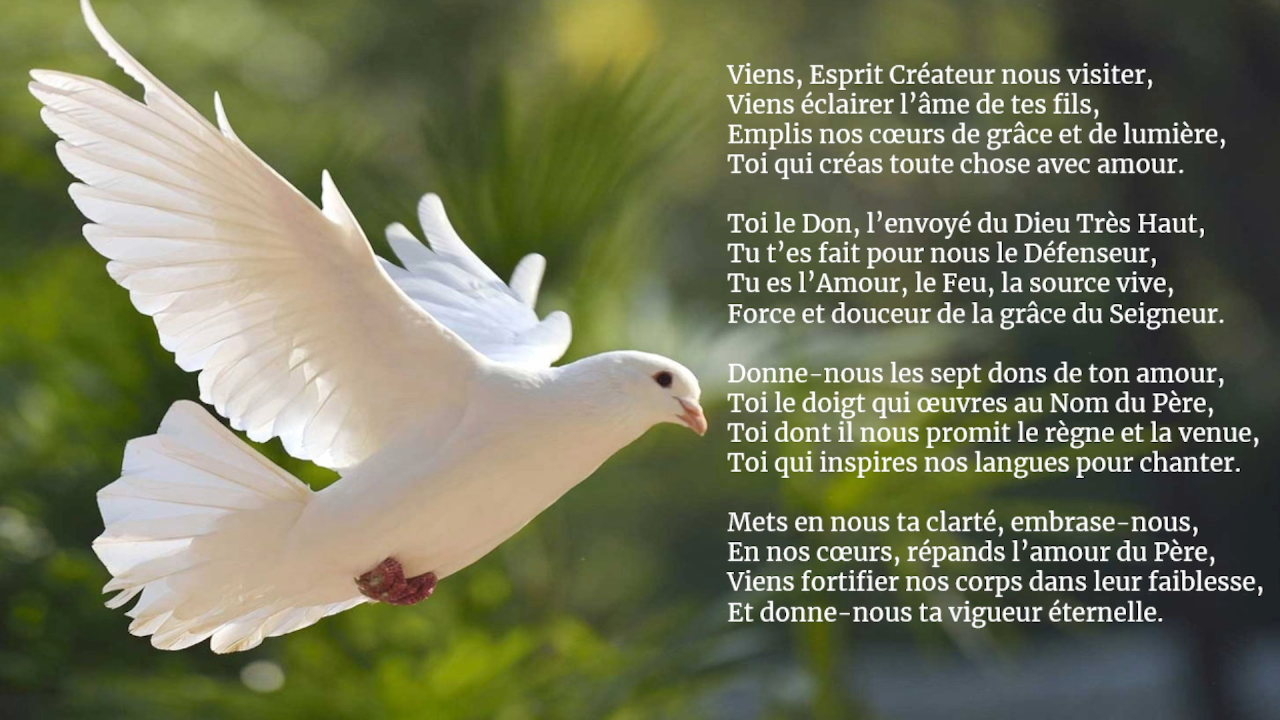 Viens, Esprit Créateur nous visiter,
Viens éclairer l’âme de tes fils,
Emplis nos cœurs de grâce et de lumière,
Toi qui créas toute chose avec amour.
Toi le Don, l’envoyé du Dieu Très Haut,
Tu t’es fait pour nous le Défenseur,
Tu es l’Amour, le Feu, la source vive,
Force et douceur de la grâce du Seigneur.
Donne-nous les sept dons de ton amour,
Toi le doigt qui œuvres au Nom du Père,
Toi dont il nous promit le règne et la venue,
Toi qui inspires nos langues pour chanter.
Mets en nous ta clarté, embrase-nous,
En nos cœurs, répands l’amour du Père,
Viens fortifier nos corps dans leur faiblesse,
Et donne-nous ta vigueur éternelle.